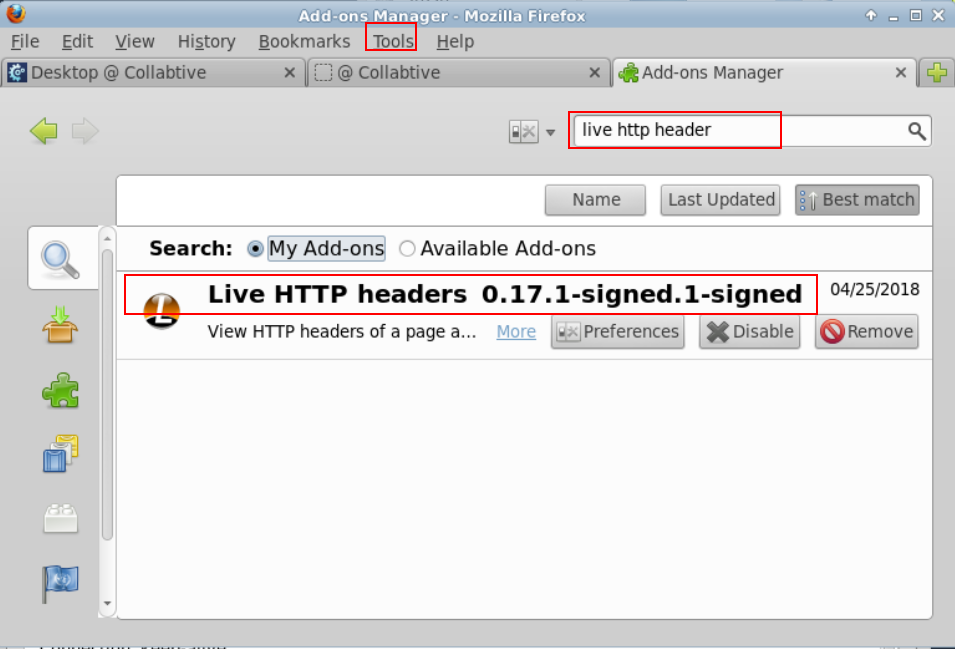 Add-ons Manager - Mozilla Firefox
File Edit View History Bookmarks Tools Help
Desktop @ Collabtive @ Collabtive Add-ons Manager
live http header
Name Last Updated Best match
Search: My Add-ons Available Add-ons
Live HTTP headers 0.17.1-signed.1-signed 04/25/2018
View HTTP headers of a page a... More Preferences Disable Remove